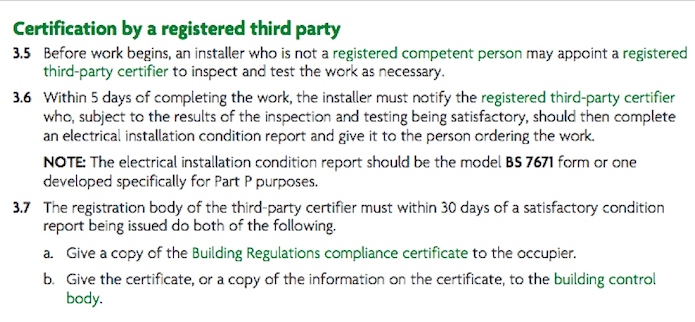 Certification by a registered third party
3.5 Before work begins, an installer who is not a registered competent person may appoint a registered
third-party certifier to inspect and test the work as necessary.
3.6 Within 5 days of completing the work, the installer must notify the registered third-party certifier
who, subject to the results of the inspection and testing being satisfactory, should then complete
an electrical installation condition report and give it to the person ordering the work.
NOTE: The electrical installation condition report should be the model BS 7671 form or one
developed specifically for Part P purposes.
3.7 The registration body of the third-party certifier must within 30 days of a satisfactory condition
report being issued do both of the following.
a. Give a copy of the Building Regulations compliance certificate to the occupier.
b. Give the certificate, or a copy of the information on the certificate, to the building control
body.